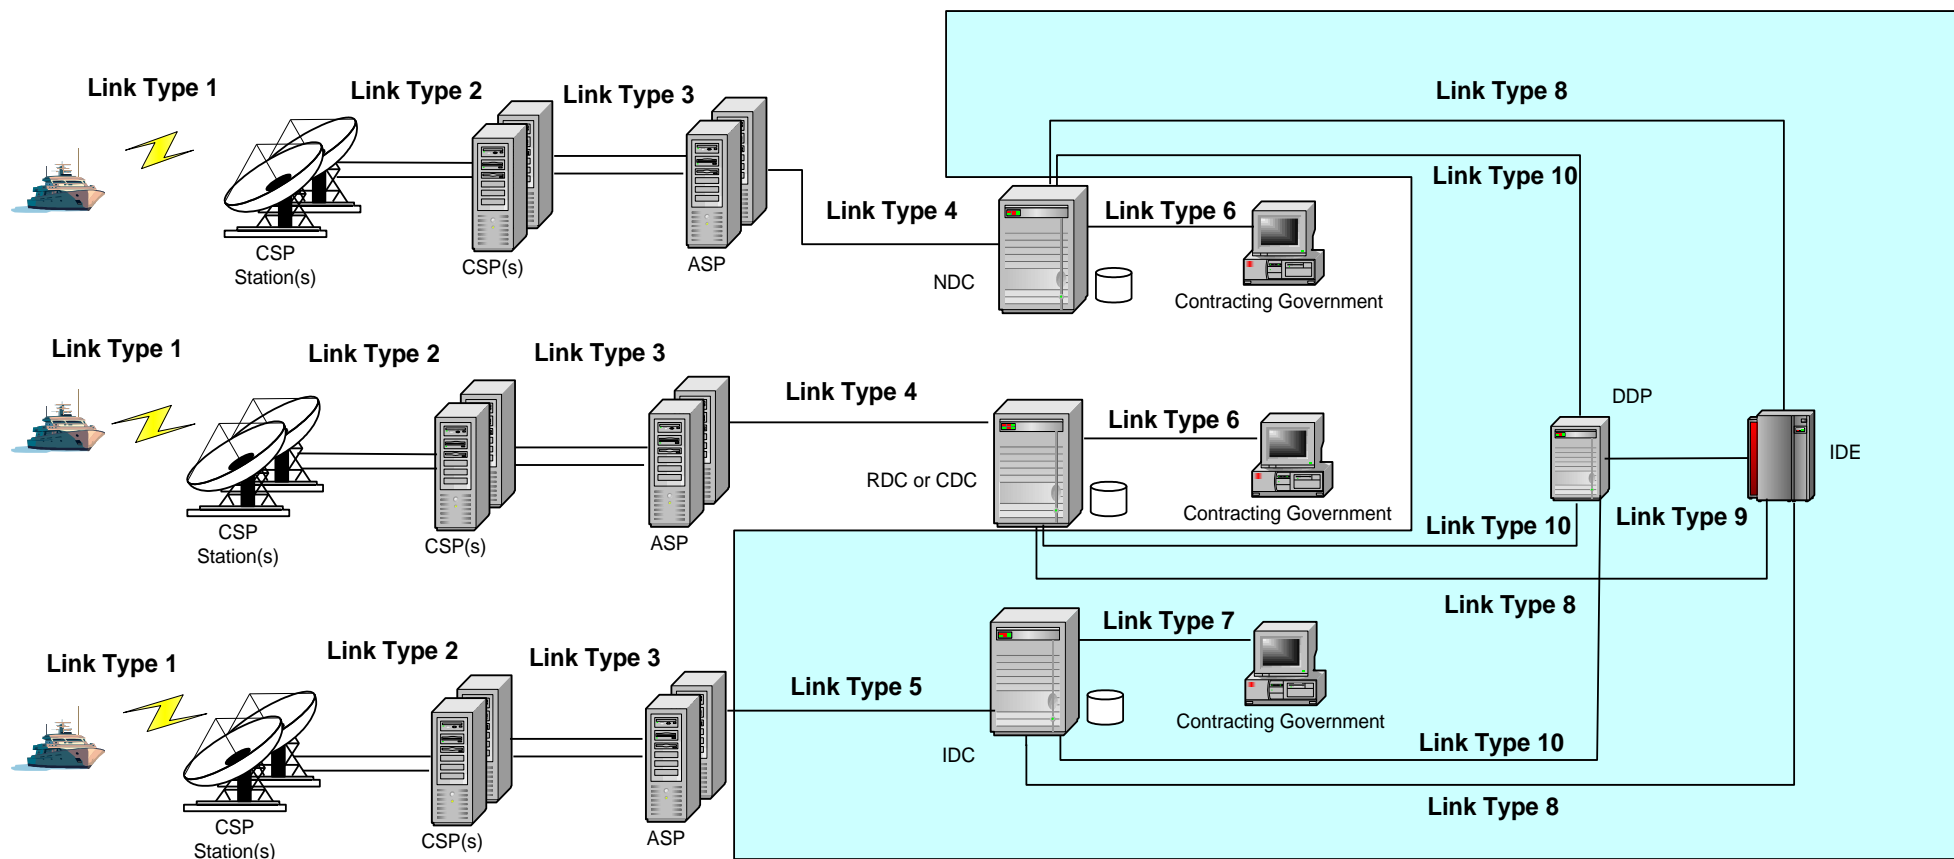 Link Type 1
Link Type 2
Link Type 3
Link Type 8
Link Type 10
Link Type 4
Link Type 6
CSP
Station(s)
CSP(s)
ASP
NDC
Contracting Government
Link Type 1
Link Type 2
Link Type 3
Link Type 4
Link Type 6
DDP
IDE
RDC or CDC
Contracting Government
Link Type 10
Link Type 9
CSP
Station(s)
CSP(s)
ASP
Link Type 8
Link Type 7
Link Type 1
Link Type 2
Link Type 3
Link Type 5
Contracting Government
Link Type 10
IDC
Link Type 8
CSP
Station(s)
CSP(s)
ASP